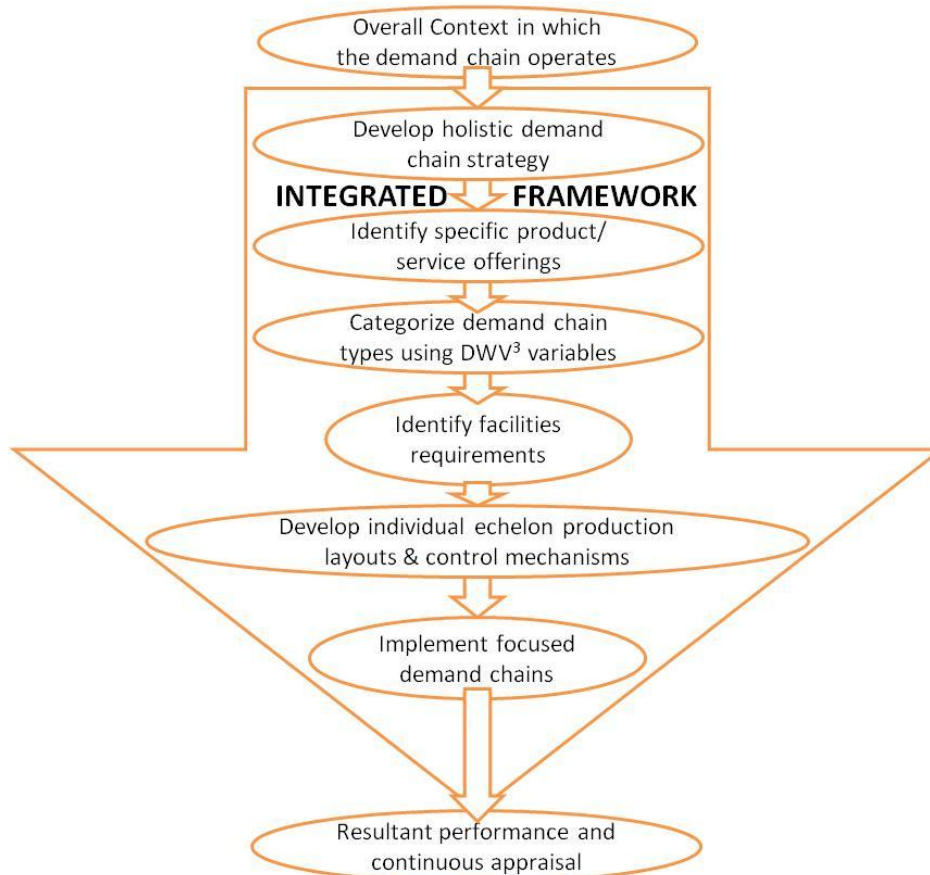 Overall Context in which
the demand chain operates
Develop holistic demand
chain strategy
INTEGRATED FRAMEWORK
Identify specific product/
service offerings
Categorize demand chain
types using DWV³ variables
Identify facilities
requirements
Develop individual echelon production
layouts & control mechanisms
Implement focused
demand chains
Resultant performance and
continuous appraisal